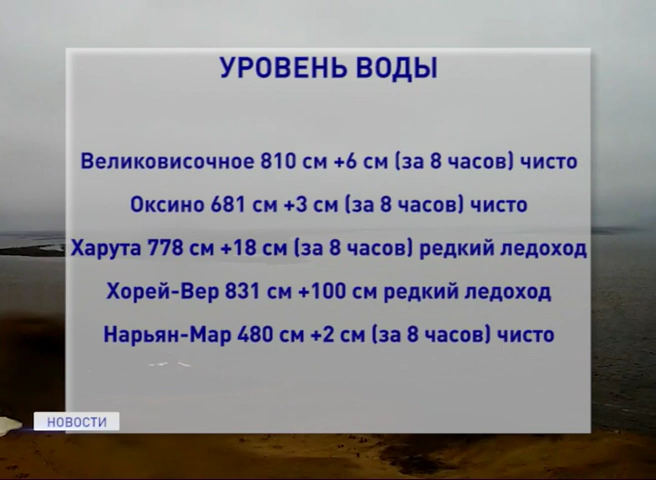 УРОВЕНЬ ВОДЫ
Великовисочное 810 см +6 см (за 8 часов) чисто
Оксино 681 см +3 см (за 8 часов) чисто
Харута 778 см +18 см (за 8 часов) редкий ледоход
Хорей-Вер 831 см +100 см редкий ледоход
Нарьян-Мар 480 см +2 см (за 8 часов) чисто
НОВОСТИ